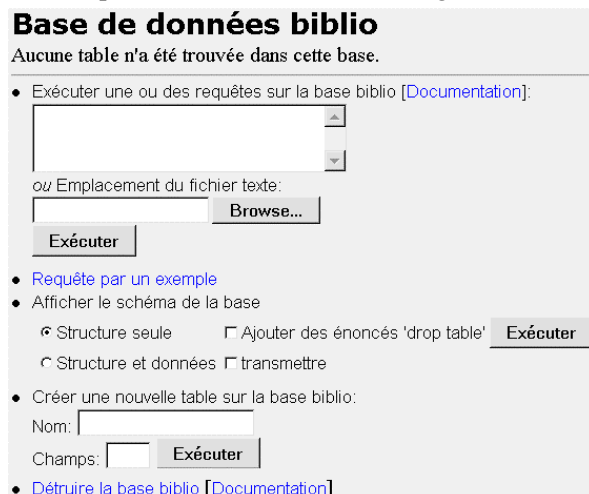 Base de données biblio
Aucune table n'a été trouvée dans cette base.
Exécuter une ou des requêtes sur la base biblio [Documentation]:
ou Emplacement du fichier texte:
Browse...
Exécuter
Requête par un exemple
Afficher le schéma de la base
Structure seule Ajouter des énoncés 'drop table' Exécuter
Structure et données transmettre
Créer une nouvelle table sur la base biblio:
Nom:
Champs: Exécuter
Détruire la base biblio [Documentation]